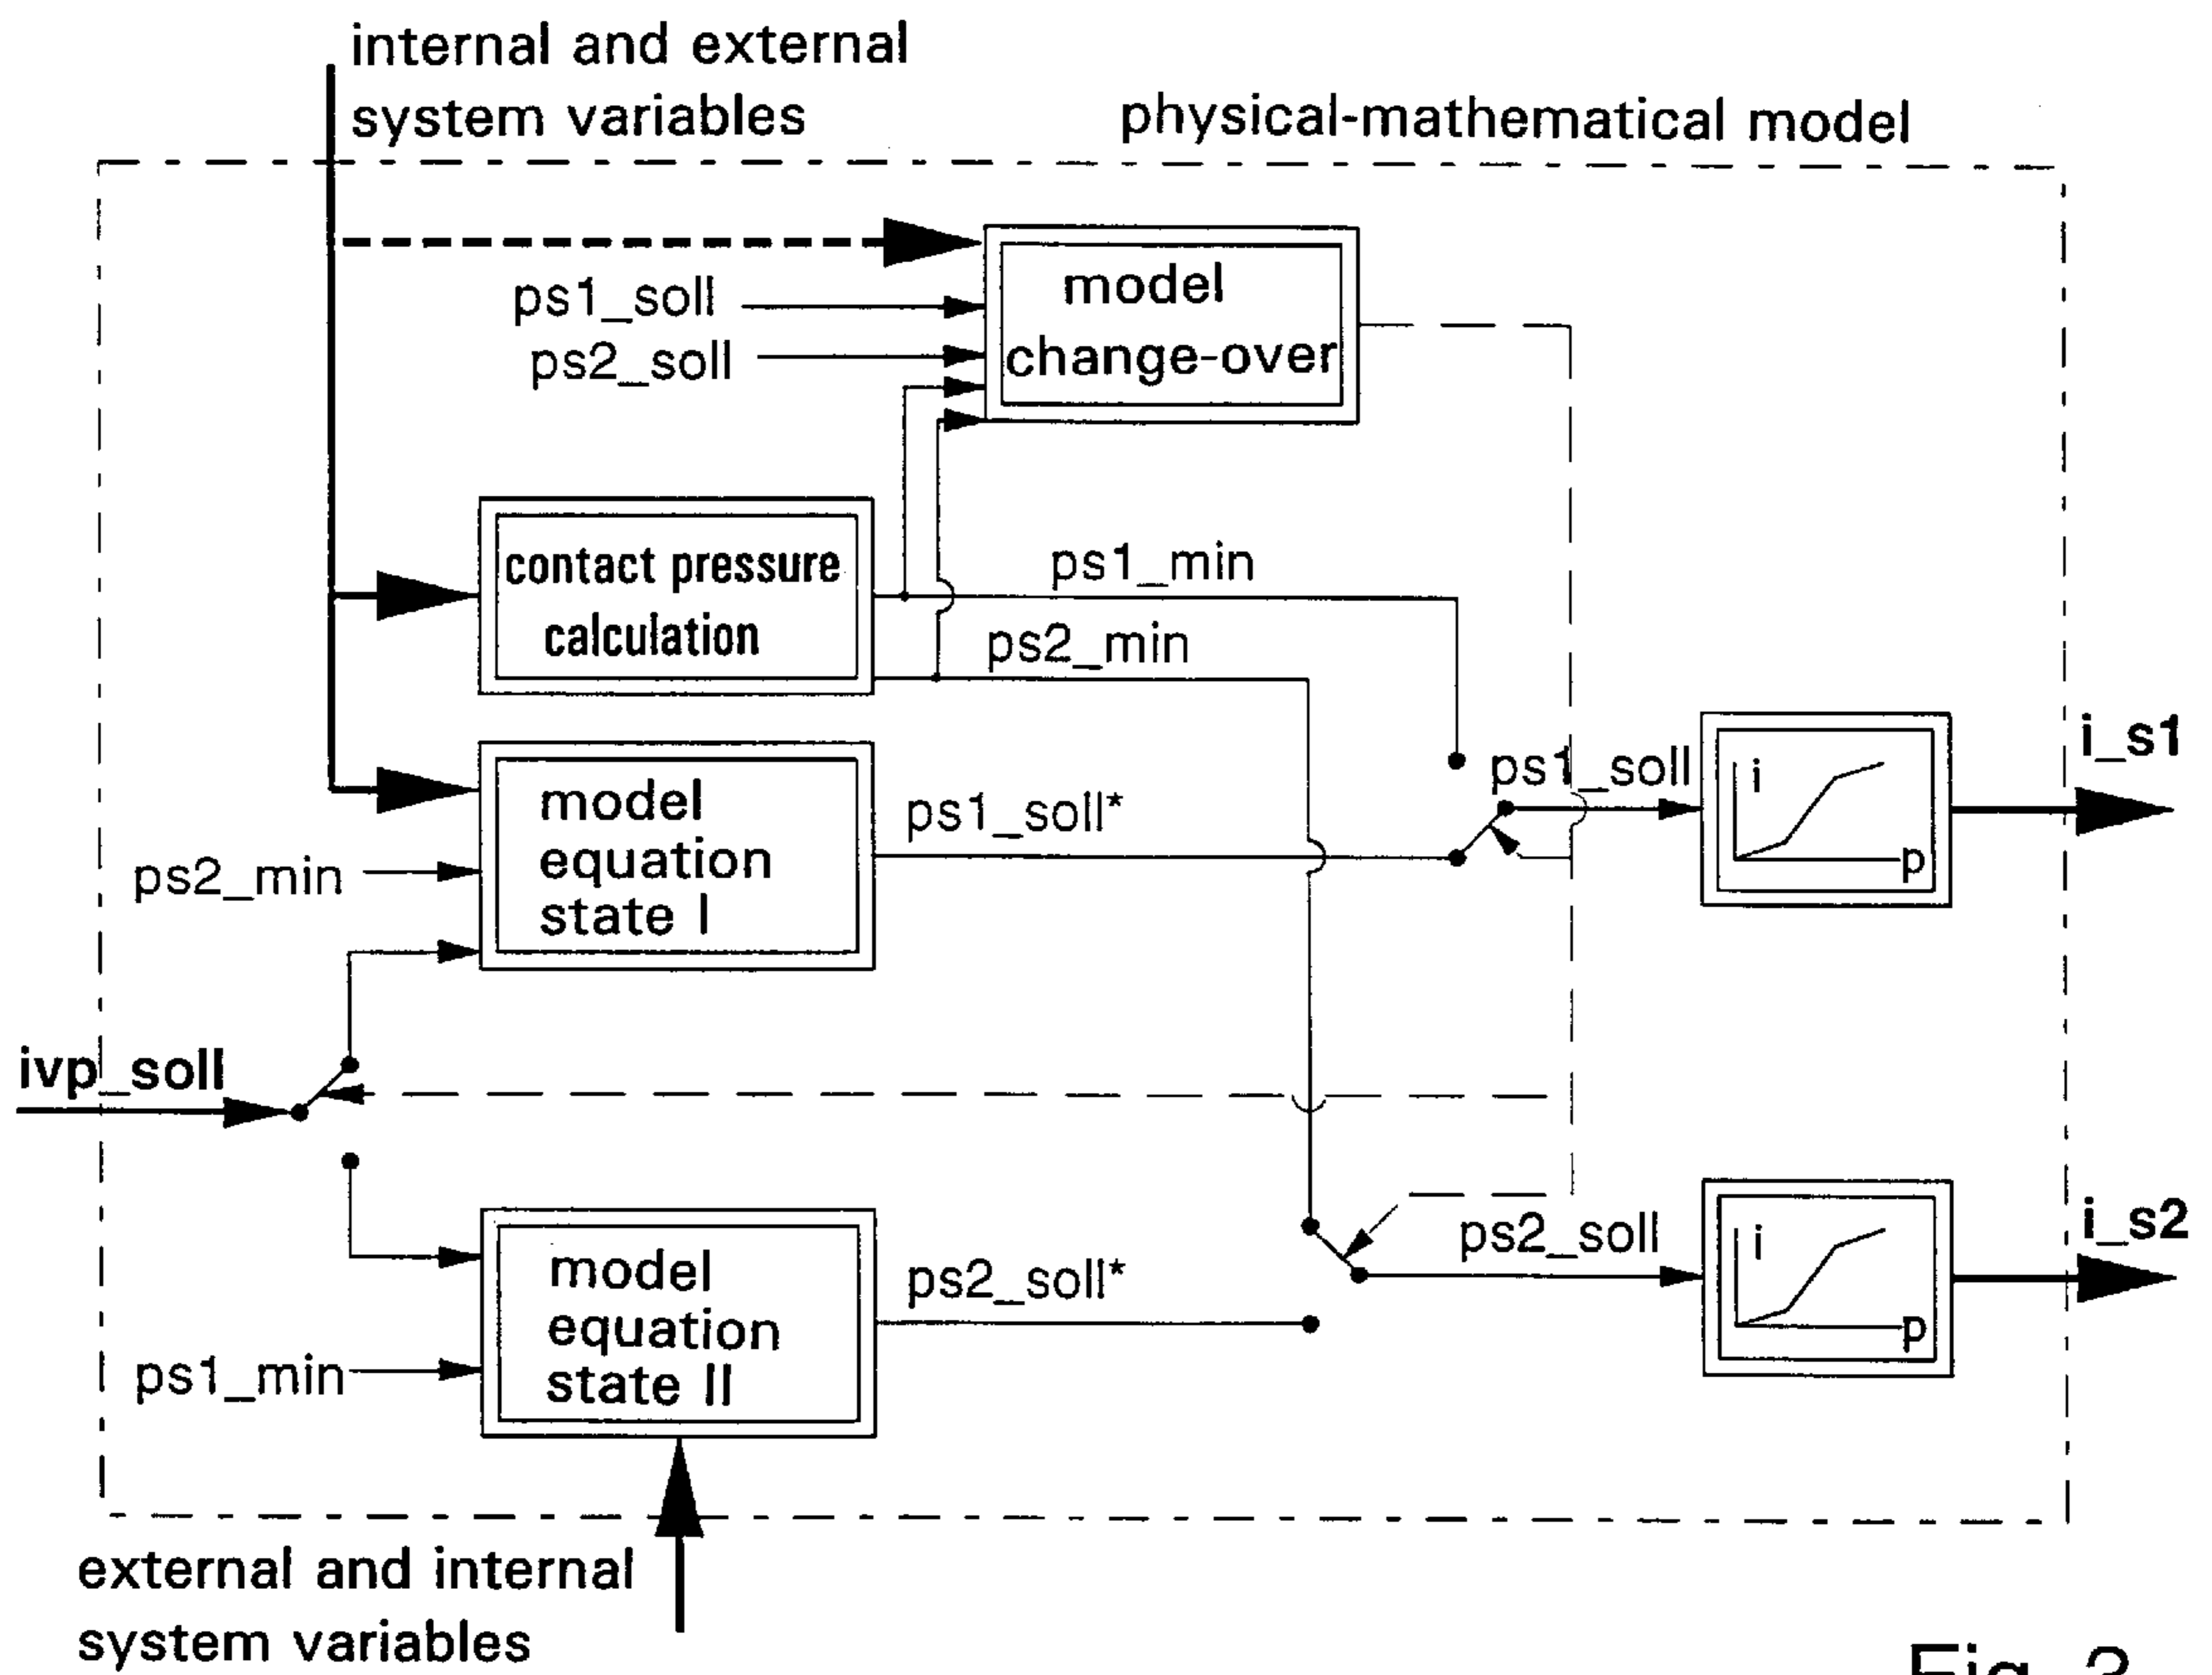 internal and external
system variables
physical-mathematical model
ps1_soll
ps2_soll
model
change-over
contact pressure
calculation
ps1_min
ps2_min
model
equation
state I
ps2_min
ps1_soll*
ps1_soll
i
p
i_s1
ivp_soll
model
equation
state II
ps1_min
ps2_soll*
ps2_soll
i
p
i_s2
external and internal
system variables